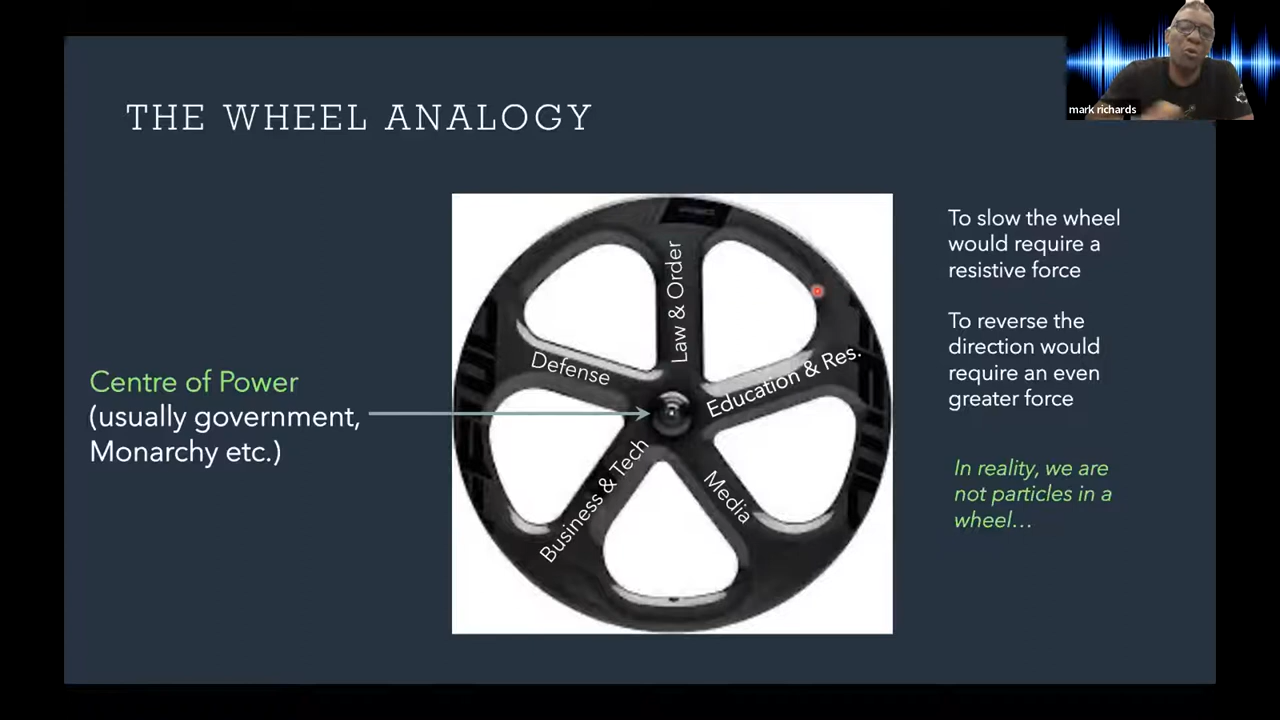 THE WHEEL ANALOGY
mark richards
Centre of Power
(usually government,
Monarchy etc.)
Law & Order
Defense
Education & Res.
Business & Tech
Media
To slow the wheel
would require a
resistive force
To reverse the
direction would
require an even
greater force
In reality, we are
not particles in a
wheel...